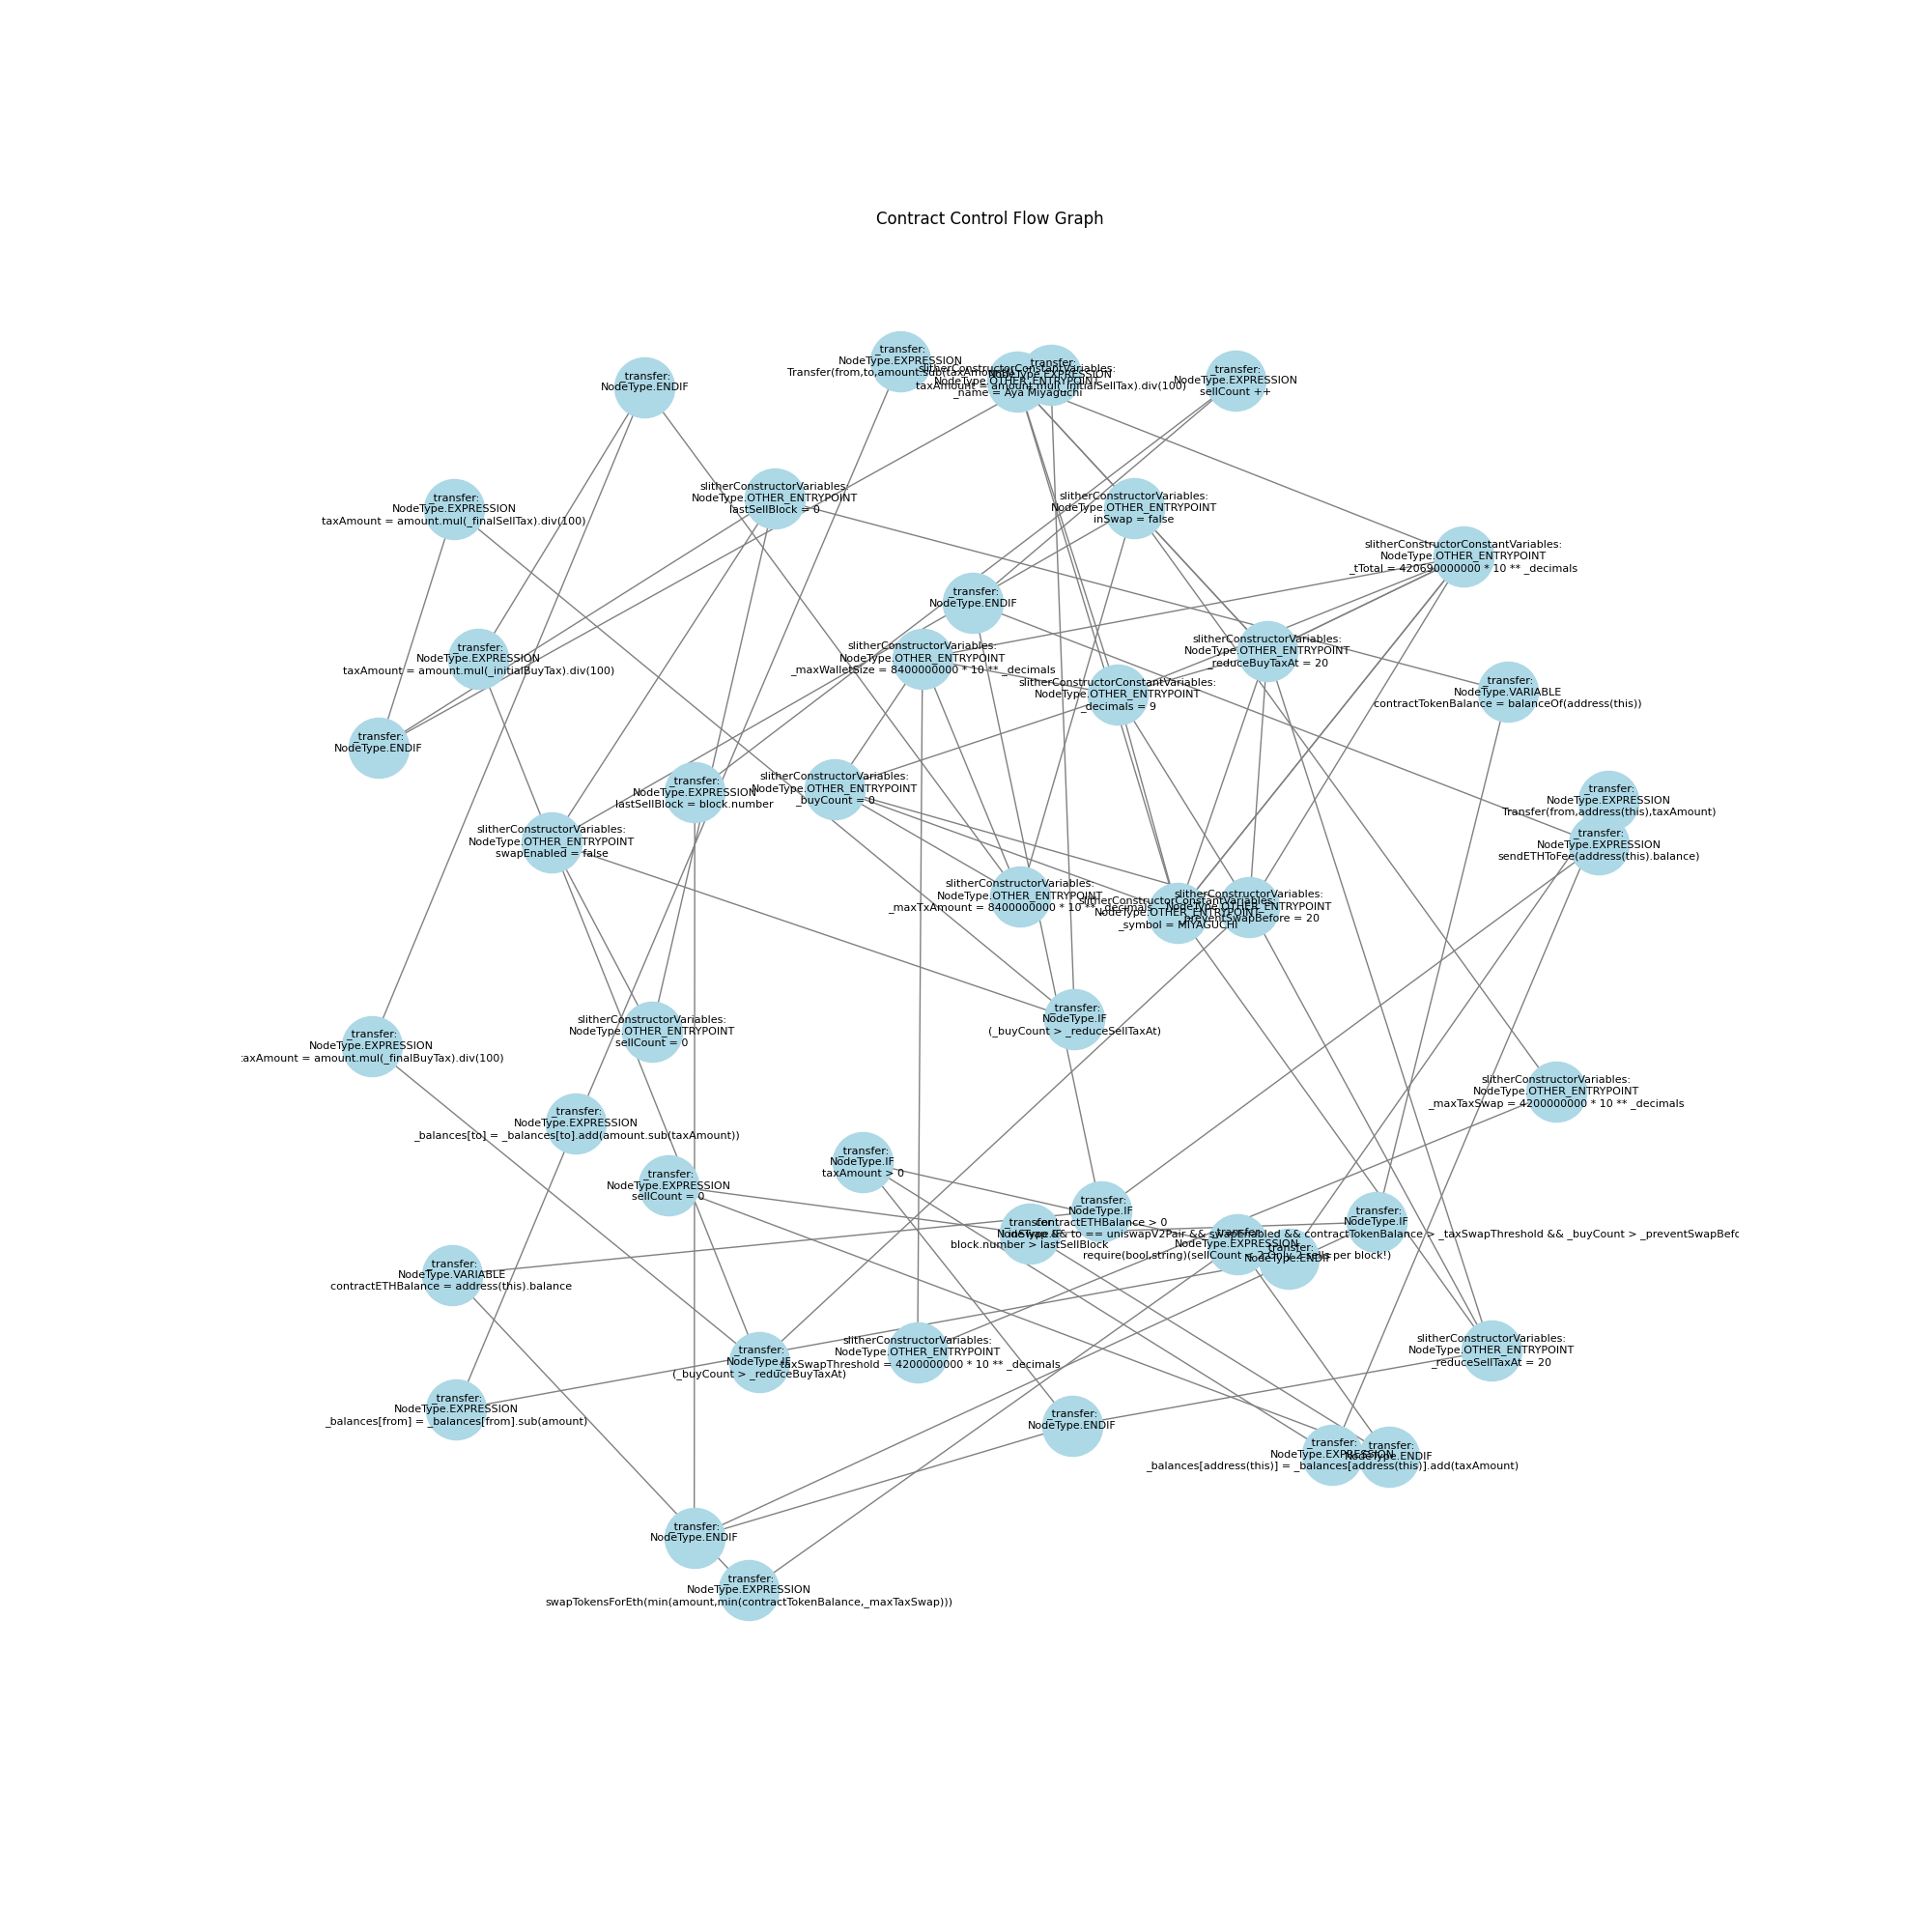 Contract Control Flow Graph
_transfer:
NodeType.EXPRESSION
Transfer(from,to,amount.sub(taxAmount))
_transfer:
NodeType.ENDIF
slitherConstructorConstantVariables:
NodeType.OTHER_ENTRYPOINT
_name = Aya Miyaguchi
_transfer:
NodeType.EXPRESSION
taxAmount = amount.mul(_initialSellTax).div(100)
_transfer:
NodeType.EXPRESSION
sellCount ++
_transfer:
NodeType.EXPRESSION
taxAmount = amount.mul(_finalSellTax).div(100)
slitherConstructorVariables:
NodeType.OTHER_ENTRYPOINT
lastSellBlock = 0
slitherConstructorVariables:
NodeType.OTHER_ENTRYPOINT
inSwap = false
slitherConstructorConstantVariables:
NodeType.OTHER_ENTRYPOINT
_tTotal = 420690000000 * 10 ** _decimals
_transfer:
NodeType.ENDIF
_transfer:
NodeType.EXPRESSION
taxAmount = amount.mul(_initialBuyTax).div(100)
slitherConstructorVariables:
NodeType.OTHER_ENTRYPOINT
_maxWalletSize = 8400000000 * 10 ** _decimals
slitherConstructorVariables:
NodeType.OTHER_ENTRYPOINT
_reduceBuyTaxAt = 20
slitherConstructorConstantVariables:
NodeType.OTHER_ENTRYPOINT
_decimals = 9
_transfer:
NodeType.VARIABLE
contractTokenBalance = balanceOf(address(this))
_transfer:
NodeType.ENDIF
_transfer:
NodeType.EXPRESSION
lastSellBlock = block.number
slitherConstructorVariables:
NodeType.OTHER_ENTRYPOINT
_buyCount = 0
_transfer:
NodeType.EXPRESSION
Transfer(from,address(this),taxAmount)
slitherConstructorVariables:
NodeType.OTHER_ENTRYPOINT
swapEnabled = false
_transfer:
NodeType.EXPRESSION
sendETHToFee(address(this).balance)
slitherConstructorVariables:
NodeType.OTHER_ENTRYPOINT
_maxTxAmount = 8400000000 * 10 ** _decimals
slitherConstructorConstantVariables:
NodeType.OTHER_ENTRYPOINT
_symbol = MIYAGUCHI
slitherConstructorVariables:
NodeType.OTHER_ENTRYPOINT
_preventSwapBefore = 20
_transfer:
NodeType.IF
(_buyCount > _reduceSellTaxAt)
slitherConstructorVariables:
NodeType.OTHER_ENTRYPOINT
sellCount = 0
_transfer:
NodeType.EXPRESSION
taxAmount = amount.mul(_finalBuyTax).div(100)
slitherConstructorVariables:
NodeType.OTHER_ENTRYPOINT
_maxTaxSwap = 4200000000 * 10 ** _decimals
_transfer:
NodeType.EXPRESSION
_balances[to] = _balances[to].add(amount.sub(taxAmount))
_transfer:
NodeType.IF
taxAmount > 0
_transfer:
NodeType.EXPRESSION
sellCount = 0
_transfer:
NodeType.IF
contractETHBalance > 0
_transfer:
NodeType.IF
&& to == uniswapV2Pair && swapEnabled && contractTokenBalance > _taxSwapThreshold && _buyCount > _preventSwapBefo
_transfer:
NodeType.IF
block.number > lastSellBlock
_transfer:
NodeType.EXPRESSION
require(bool,string)(sellCount < 2,Only 2 sells per block!)
_transfer:
NodeType.ENDIF
_transfer:
NodeType.VARIABLE
contractETHBalance = address(this).balance
_transfer:
NodeType.IF
(_buyCount > _reduceBuyTaxAt)
slitherConstructorVariables:
NodeType.OTHER_ENTRYPOINT
_taxSwapThreshold = 4200000000 * 10 ** _decimals
slitherConstructorVariables:
NodeType.OTHER_ENTRYPOINT
_reduceSellTaxAt = 20
_transfer:
NodeType.EXPRESSION
_balances[from] = _balances[from].sub(amount)
_transfer:
NodeType.ENDIF
_transfer:
NodeType.EXPRESSION
_balances[address(this)] = _balances[address(this)].add(taxAmount)
_transfer:
NodeType.ENDIF
_transfer:
NodeType.ENDIF
_transfer:
NodeType.EXPRESSION
swapTokensForEth(min(amount,min(contractTokenBalance,_maxTaxSwap)))